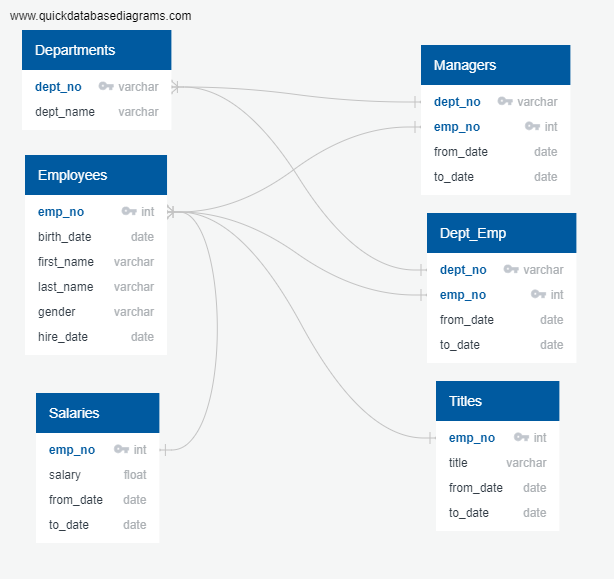 www.quickdatabasediagrams.com
Departments
dept_no varchar
dept_name varchar
Employees
emp_no int
birth_date date
first_name varchar
last_name varchar
gender varchar
hire_date date
Salaries
emp_no int
salary float
from_date date
to_date date
Managers
dept_no varchar
emp_no int
from_date date
to_date date
Dept_Emp
dept_no varchar
emp_no int
from_date date
to_date date
Titles
emp_no int
title varchar
from_date date
to_date date